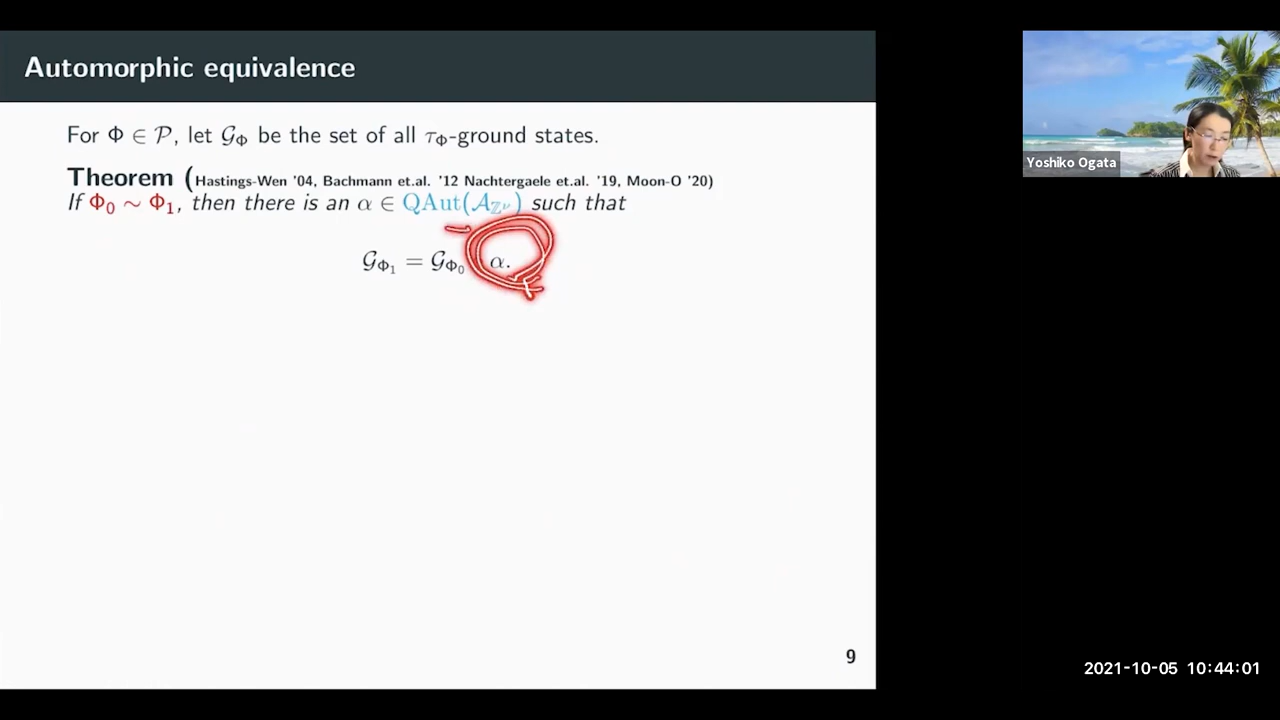 Automorphic equivalence
For Φ ∈ P, let G_Φ be the set of all τ_Φ-ground states.
Theorem (Hastings-Wen '04, Bachmann et.al. '12 Nachtergaele et.al. '19, Moon-O '20)
If Φ₀ ~ Φ₁, then there is an α ∈ QAut(A_ℤ^ν) such that
G_Φ₁ = G_Φ₀ α.
9
Yoshiko Ogata
2021-10-05 10:44:01